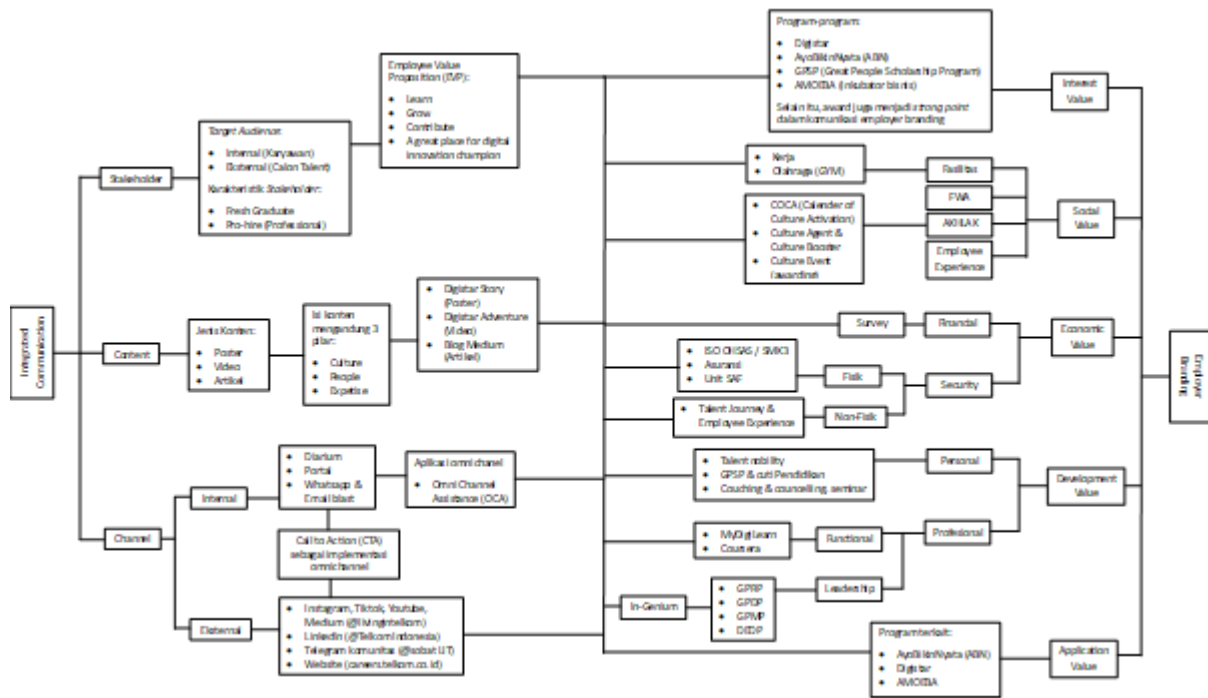 Integrated
Communication
Stakeholder
Target Audience:
Internal (Karyawan)
Eksternal (Calon Talent)
Karakteristik Stakeholder:
Fresh Graduate
Pro-hire (Professional)
Employee Value
Proposition (EVP):
Learn
Grow
Contribute
A great place for digital
innovation champion
Content
Jenis Konten:
Poster
Video
Artikel
Isi konten
mengandung 3
pilar:
Culture
People
Expertise
Digistar Story
(Poster)
Digistar Adventure
(Video)
Blog Medium
(Artikel)
Channel
Internal
Diarium
Portal
Whatsapp &
Email blast
Aplikasi omnichanel
Omni Channel
Assistance (OCA)
Call to Action (CTA)
sebagai implementasi
omnichannel
Eksternal
Instagram, Tiktok, Youtube,
Medium (@livingintelkom)
LinkedIn (@TelkomIndonesia)
Telegram komunitas (@sobat LIT)
Website (careers.telkom.co.id)
Program-program:
Digistar
AyoBikinNyata (ABN)
GPSP (Great People Scholarship Program)
AMOEBA (Inkubator bisnis)
Selain itu, award juga menjadi strong point
dalam komunikasi employer branding
Interest
Value
Kerja
Olahraga (GYM)
Fasilitas
FWA
COCA (Calender of
Culture Activation)
Culture Agent &
Culture Booster
Culture Event
(awarding)
AKHLAK
Employee
Experience
Social
Value
Survey
Financial
ISO OHSAS / SMK3
Asuransi
Unit SAF
Fisik
Talent Journey &
Employee Experience
Non-Fisik
Security
Economic
Value
Talent mobility
GPSP & cuti Pendidikan
Couching & councelling, seminar
Personal
MyDigiLearn
Coursera
Functional
Profesional
In-Genium
GPRP
GPDP
GPMP
Leadership
Development
Value
Program terkait:
AyoBikinNyata (ABN)
Digistar
AMOEBA
Application
Value
Employer
Branding